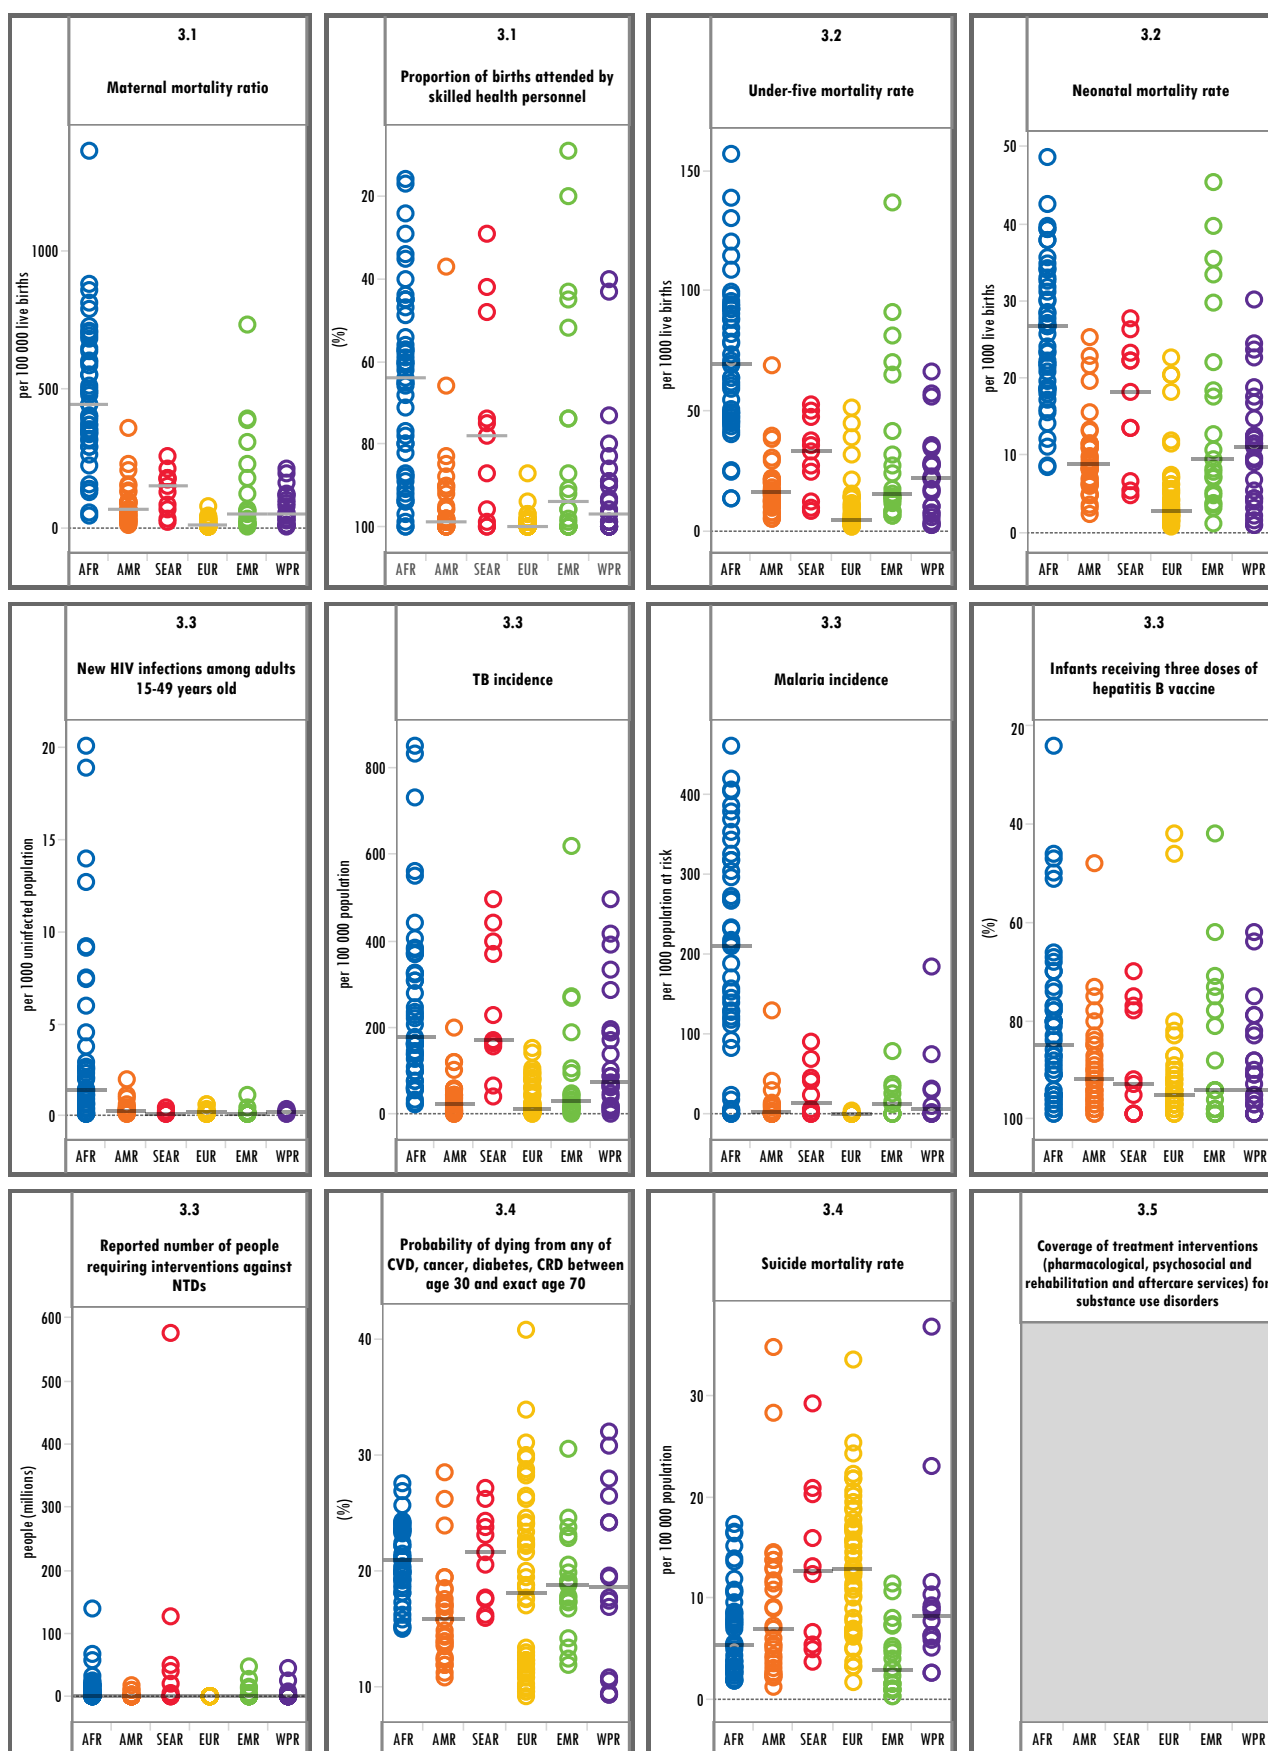 3.1
Maternal mortality ratio
per 100 000 live births
1000
500
0
AFR AMR SEAR EUR EMR WPR
3.1
Proportion of births attended by
skilled health personnel
(%)
20
40
60
80
100
AFR AMR SEAR EUR EMR WPR
3.2
Under-five mortality rate
per 1000 live births
150
100
50
0
AFR AMR SEAR EUR EMR WPR
3.2
Neonatal mortality rate
per 1000 live births
50
40
30
20
10
0
AFR AMR SEAR EUR EMR WPR
3.3
New HIV infections among adults
15-49 years old
per 1000 uninfected population
20
15
10
5
0
AFR AMR SEAR EUR EMR WPR
3.3
TB incidence
per 100 000 population
800
600
400
200
0
AFR AMR SEAR EUR EMR WPR
3.3
Malaria incidence
per 1000 population at risk
400
300
200
100
0
AFR AMR SEAR EUR EMR WPR
3.3
Infants receiving three doses of
hepatitis B vaccine
(%)
20
40
60
80
100
AFR AMR SEAR EUR EMR WPR
3.3
Reported number of people
requiring interventions against
NTDs
people (millions)
600
500
400
300
200
100
0
AFR AMR SEAR EUR EMR WPR
3.4
Probability of dying from any of
CVD, cancer, diabetes, CRD between
age 30 and exact age 70
(%)
40
30
20
10
AFR AMR SEAR EUR EMR WPR
3.4
Suicide mortality rate
per 100 000 population
30
20
10
0
AFR AMR SEAR EUR EMR WPR
3.5
Coverage of treatment interventions
(pharmacological, psychosocial and
rehabilitation and aftercare services) for
substance use disorders
AFR AMR SEAR EUR EMR WPR